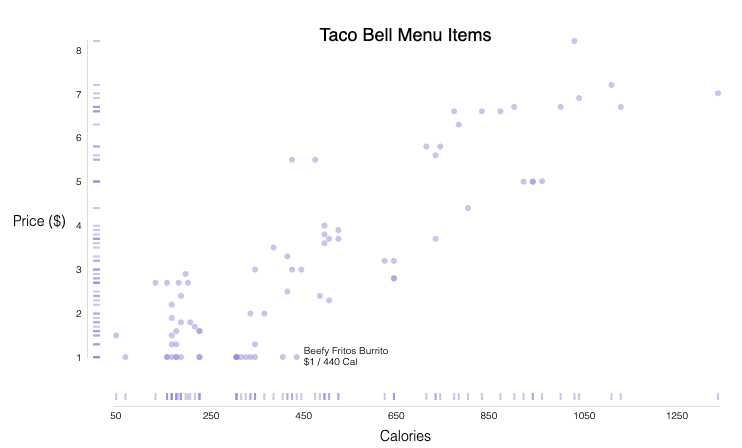 Taco Bell Menu Items
8
7
6
5
Price ($)
4
3
2
1
Beefy Fritos Burrito
$1 / 440 Cal
50 250 450 650 850 1050 1250
Calories